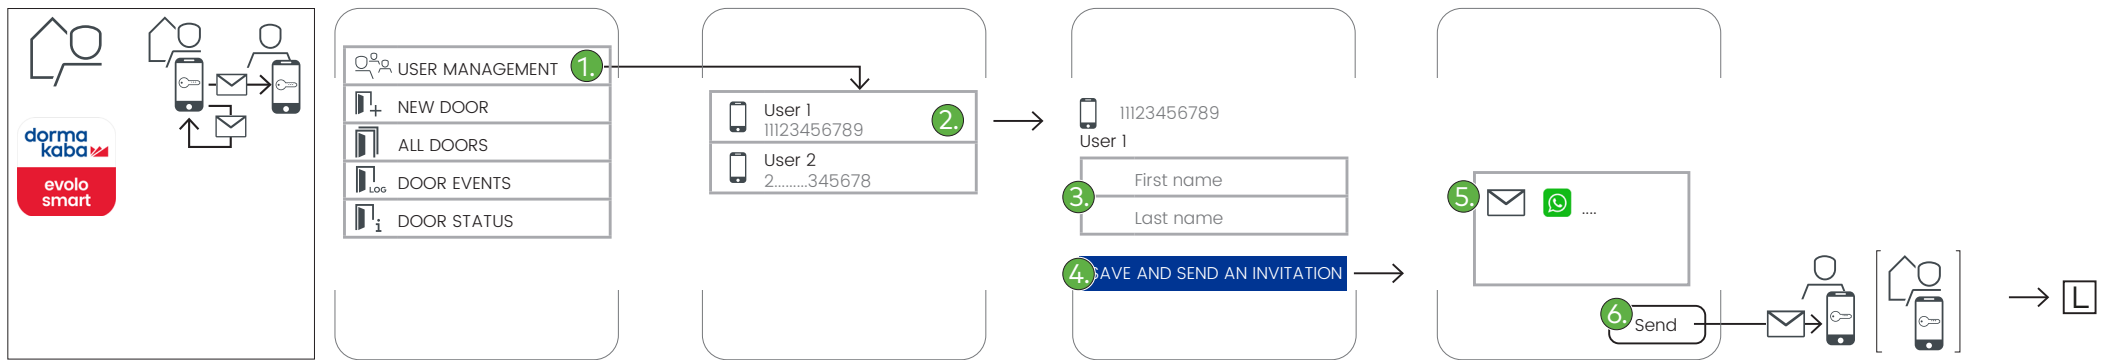 dorma
kaba
evolo
smart
USER MANAGEMENT 1.
NEW DOOR
ALL DOORS
LOG DOOR EVENTS
i DOOR STATUS
User 1
11123456789
2.
User 2
2.........345678
11123456789
User 1
3.
First name
Last name
4. SAVE AND SEND AN INVITATION
5.
....
6. Send
L